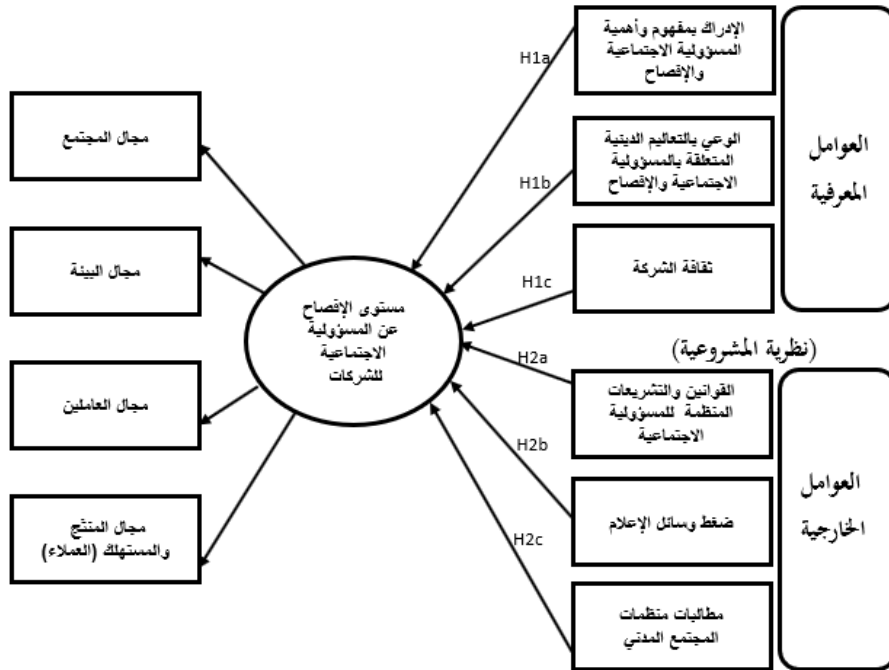 العوامل
المعرفية
الإدراك بمفهوم وأهمية
المسؤولية الاجتماعية
والإفصاح
H1a
الوعي بالتعاليم الدينية
المتعلقة بالمسؤولية
الاجتماعية والإفصاح
H1b
ثقافة الشركة
H1c
(نظرية المشروعية)
العوامل
الخارجية
القوانين والتشريعات
المنظمة للمسؤولية
الاجتماعية
H2a
ضغط وسائل الإعلام
H2b
مطالبات منظمات
المجتمع المدني
H2c
مستوى الإفصاح
عن المسؤولية
الاجتماعية
للشركات
مجال المجتمع
مجال البيئة
مجال العاملين
مجال المنتج
والمستهلك (العملاء)